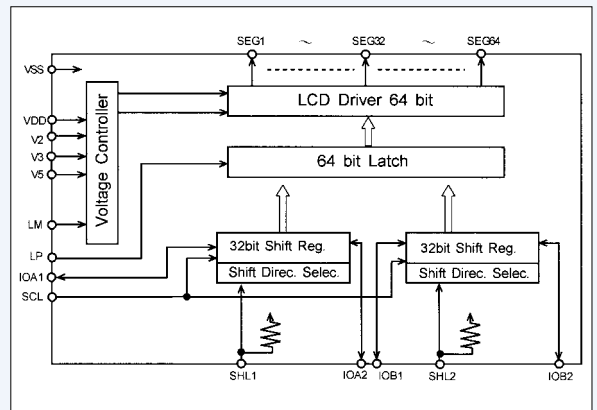 SEG1 ~ SEG32 ~ SEG64
VSS
LCD Driver 64 bit
VDD
V2
V3
V5
Voltage Controller
64 bit Latch
LM
LP
IOA1
SCL
32bit Shift Reg.
Shift Direc. Selec.
32bit Shift Reg.
Shift Direc. Selec.
SHL1
IOA2
IOB1
SHL2
IOB2